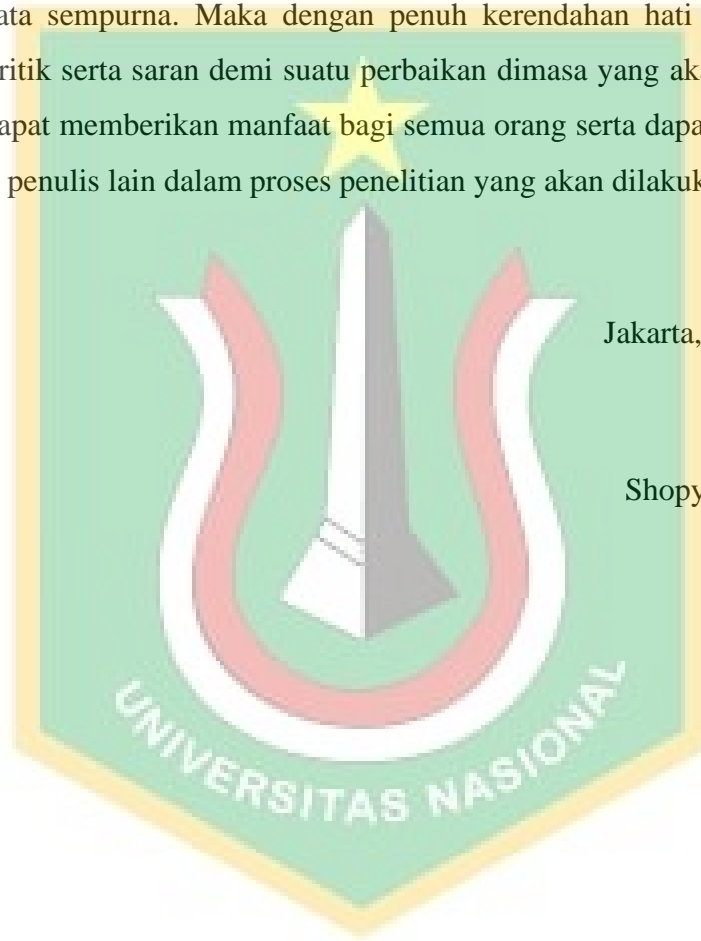 ata sempurna. Maka dengan penuh kerendahan hati
ritik serta saran demi suatu perbaikan dimasa yang aka
apat memberikan manfaat bagi semua orang serta dapa
penulis lain dalam proses penelitian yang akan dilakuk
Jakarta,
Shopy
UNIVERSITAS NASIONAL